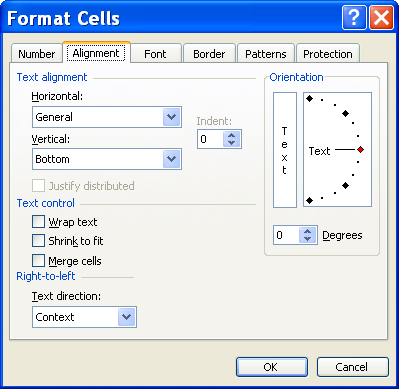 Format Cells
Number Alignment Font Border Patterns Protection
Text alignment
Horizontal:
General
Vertical:
Bottom
Indent:
0
Justify distributed
Text control
Wrap text
Shrink to fit
Merge cells
Right-to-left
Text direction:
Context
Orientation
Text
Text
0 Degrees
OK Cancel